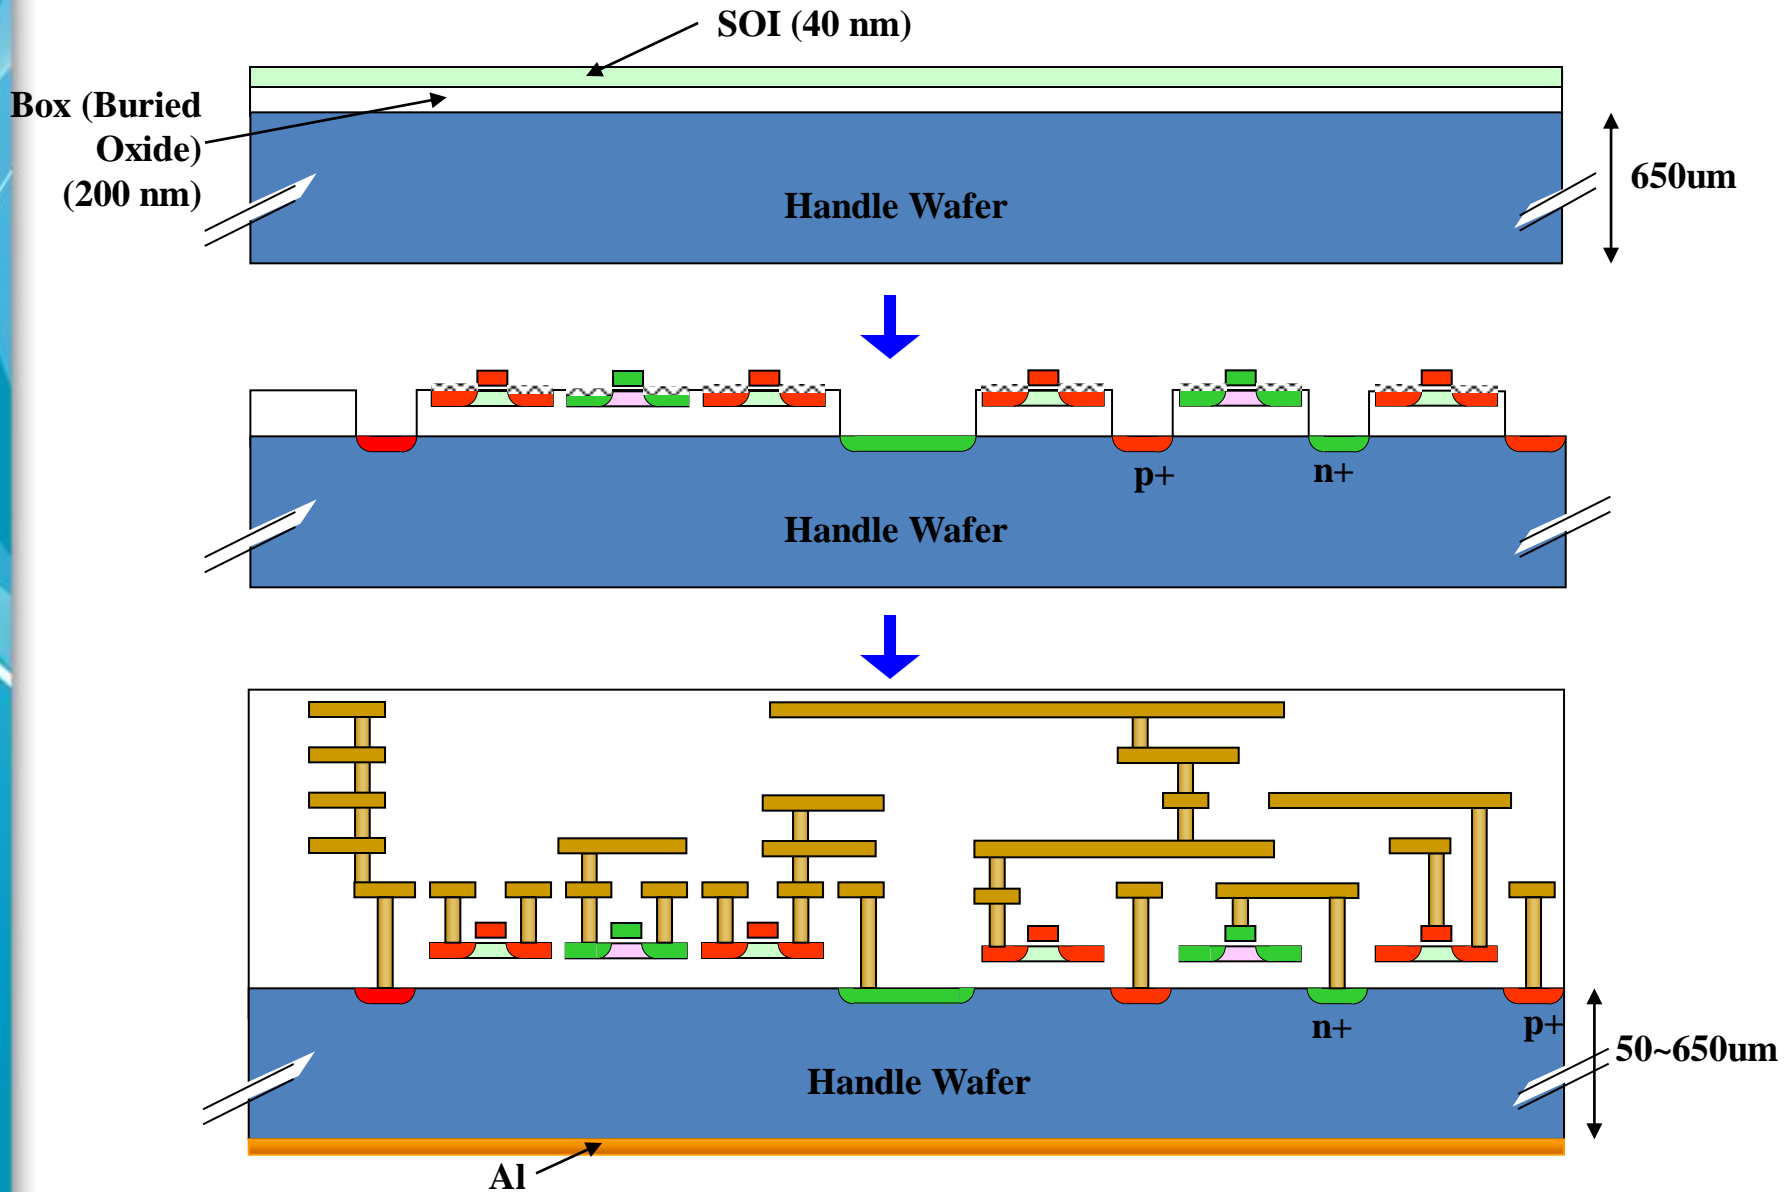 SOI (40 nm)
Box (Buried
Oxide)
(200 nm)
650um
Handle Wafer
p+
n+
Handle Wafer
n+
p+
50~650um
Handle Wafer
Al